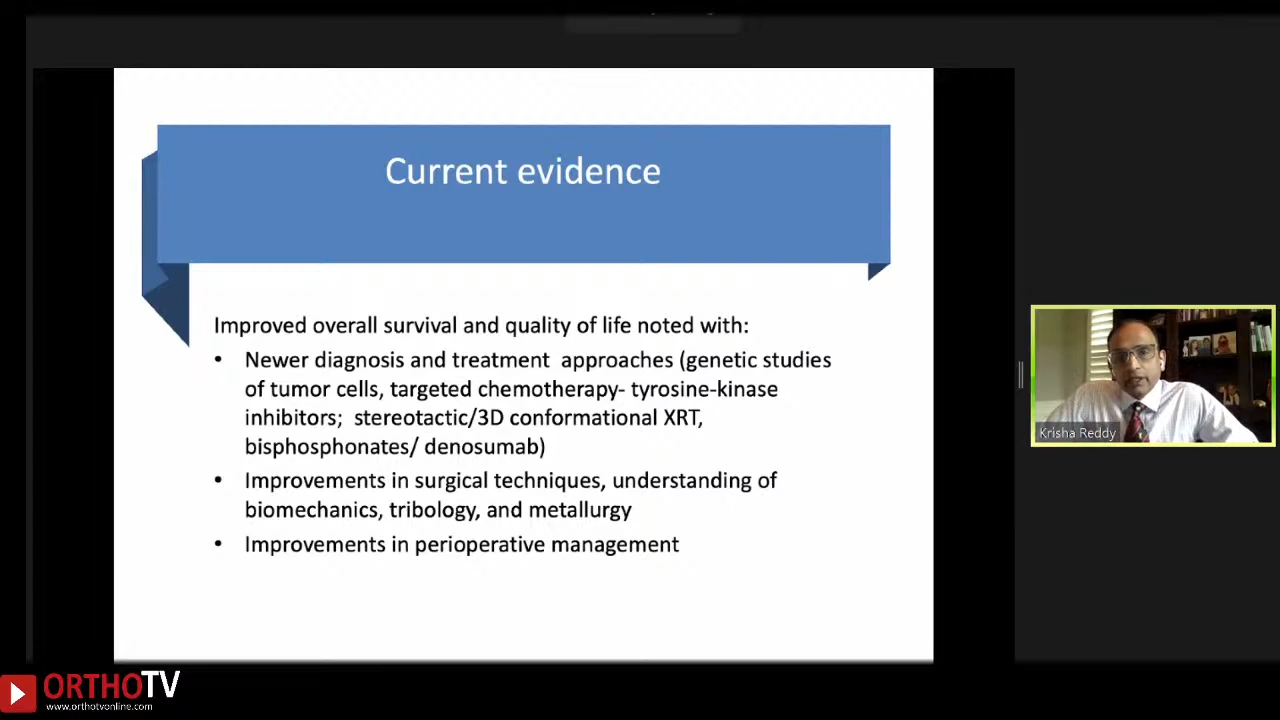 Current evidence
Improved overall survival and quality of life noted with:
• Newer diagnosis and treatment approaches (genetic studies
of tumor cells, targeted chemotherapy- tyrosine-kinase
inhibitors; stereotactic/3D conformational XRT,
bisphosphonates/ denosumab)
• Improvements in surgical techniques, understanding of
biomechanics, tribology, and metallurgy
• Improvements in perioperative management
Krisha Reddy
ORTHOTV
www.orthotvonline.com